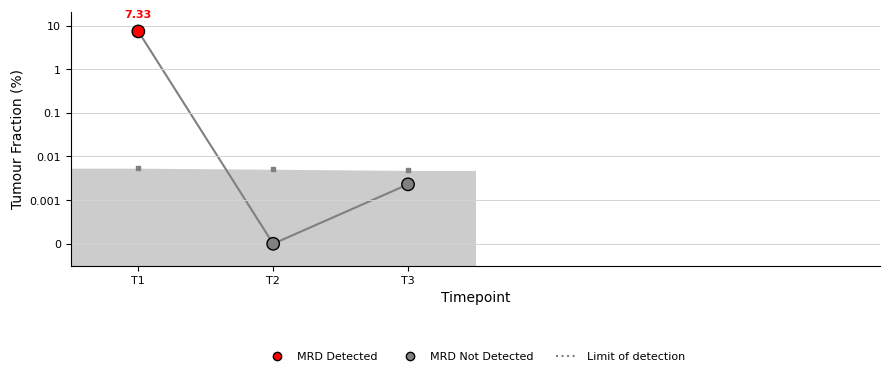 7.33
10
1
0.1
0.01
0.001
0
Tumour Fraction (%)
T1 T2 T3
Timepoint
MRD Detected MRD Not Detected Limit of detection